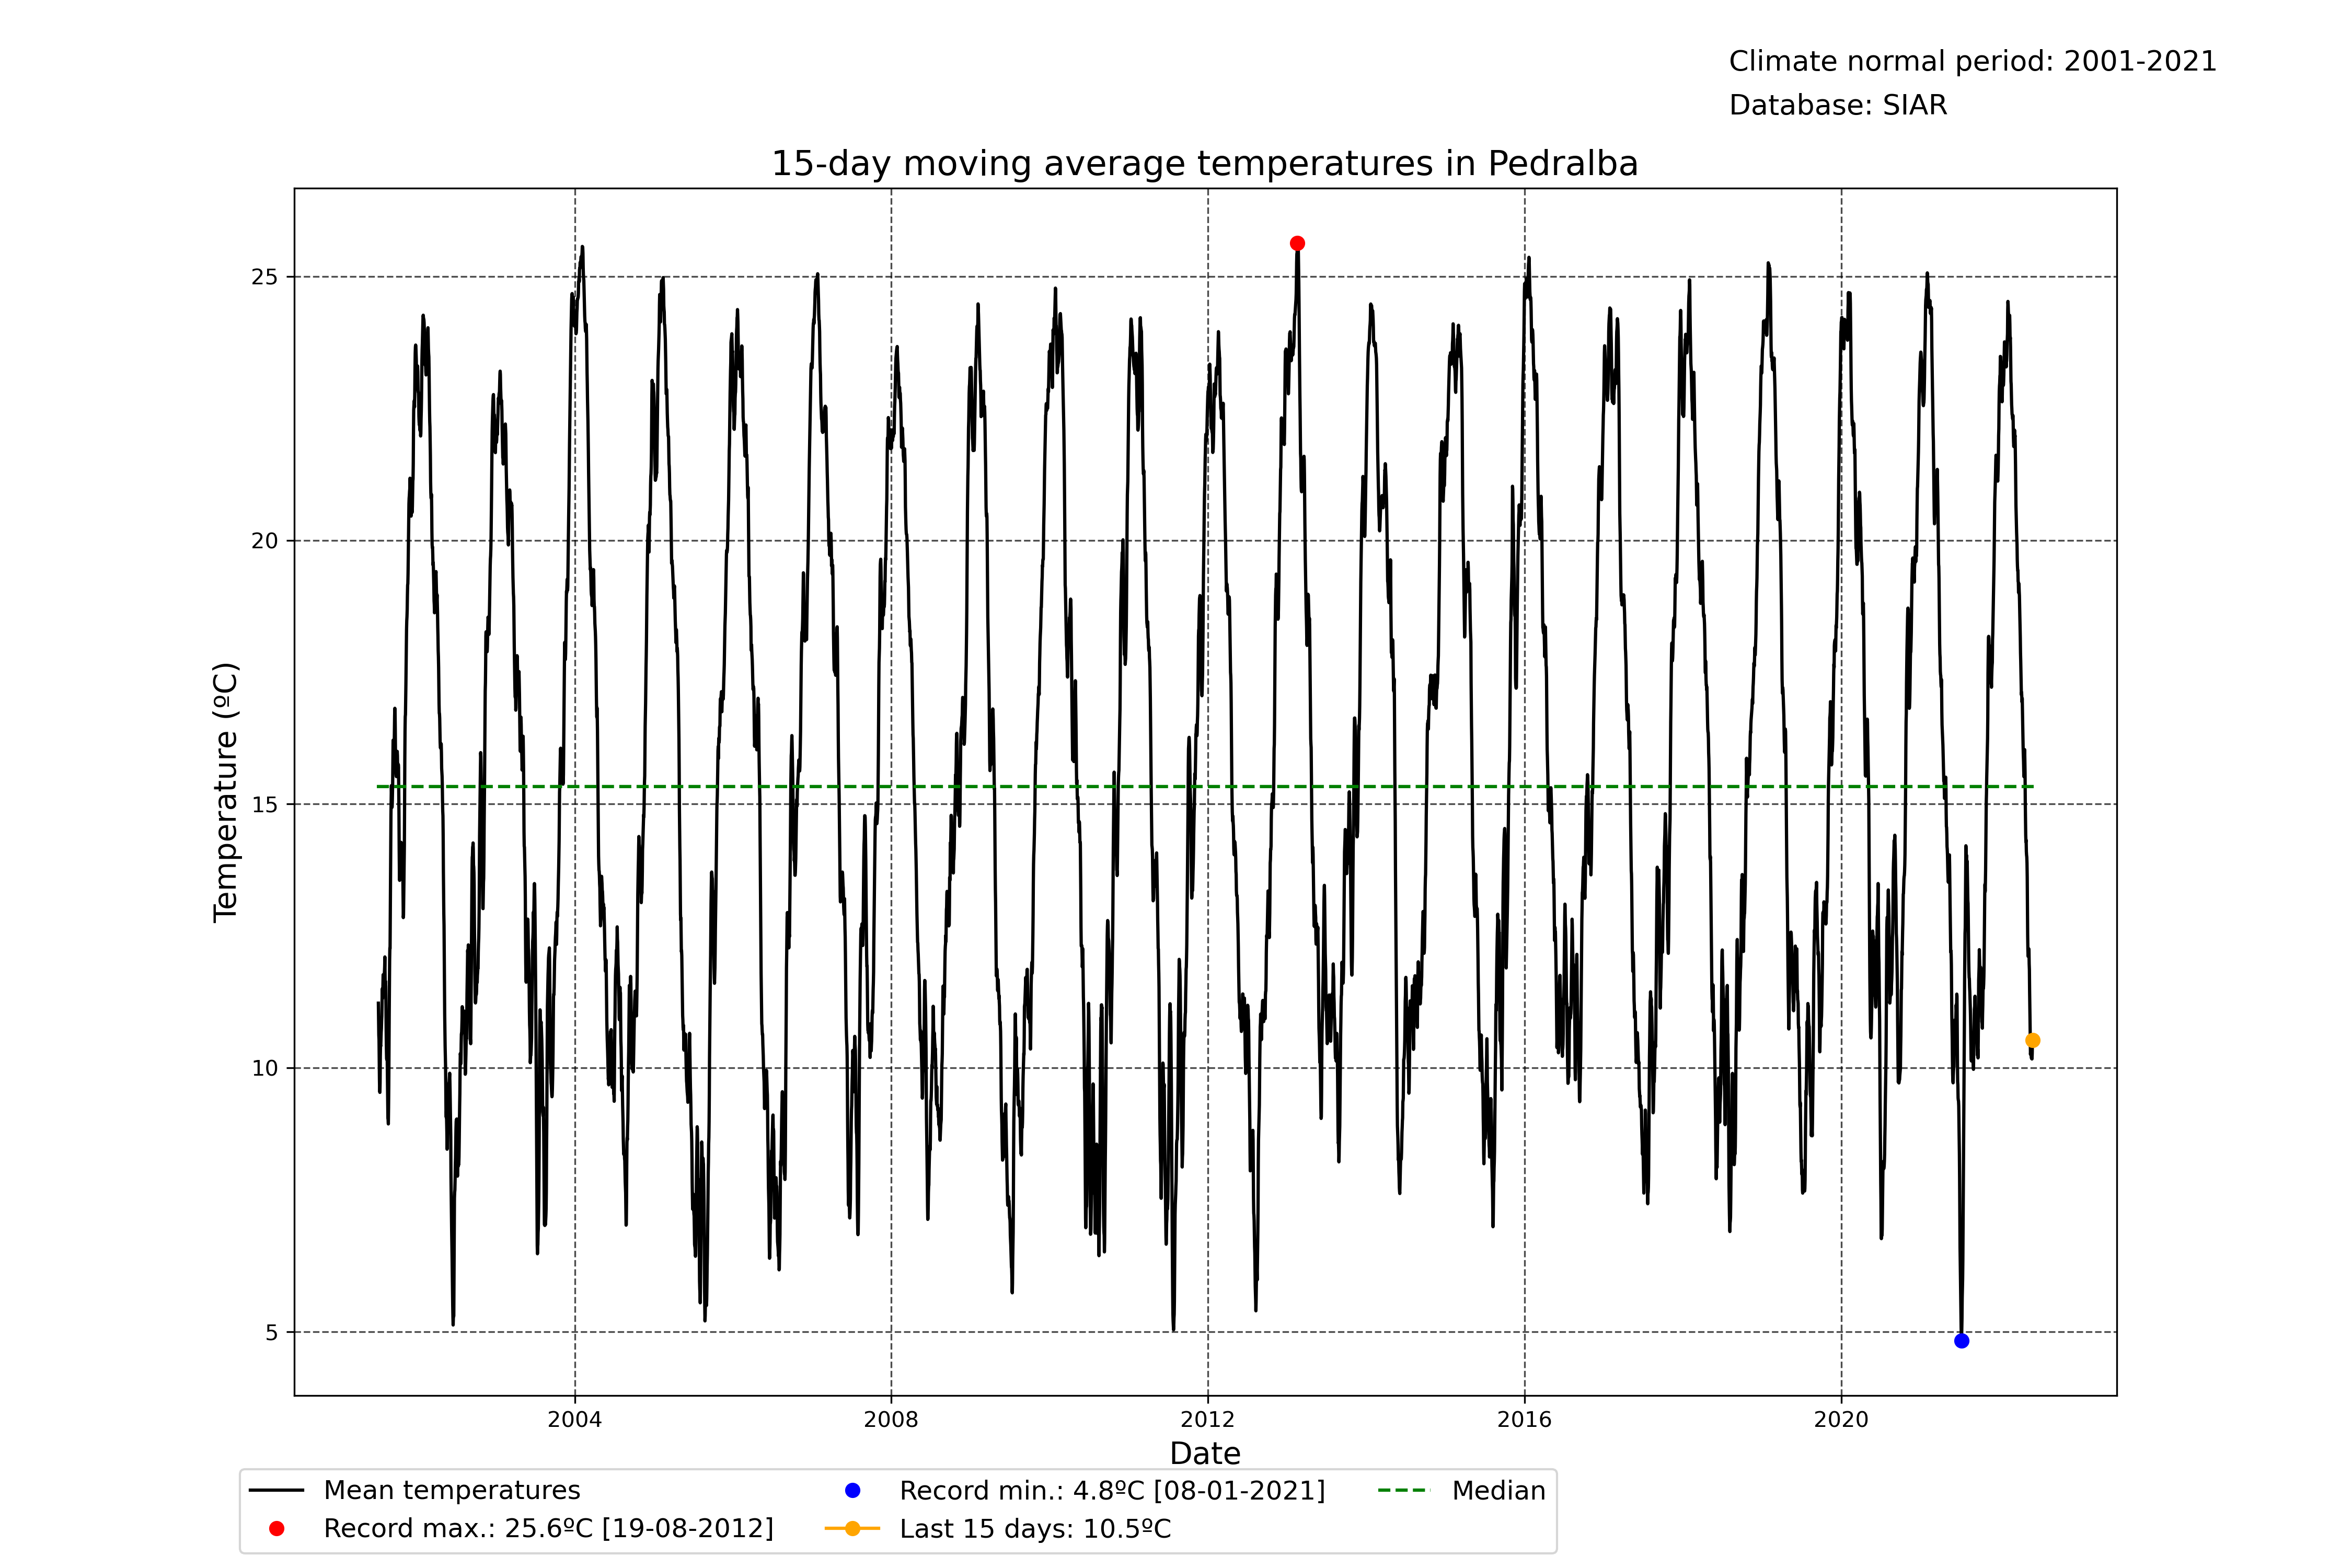 Climate normal period: 2001-2021
Database: SIAR
15-day moving average temperatures in Pedralba
Temperature (ºC)
25
20
15
10
5
2004 2008 2012 2016 2020
Date
Mean temperatures
Record max.: 25.6ºC [19-08-2012]
Record min.: 4.8ºC [08-01-2021]
Last 15 days: 10.5ºC
Median